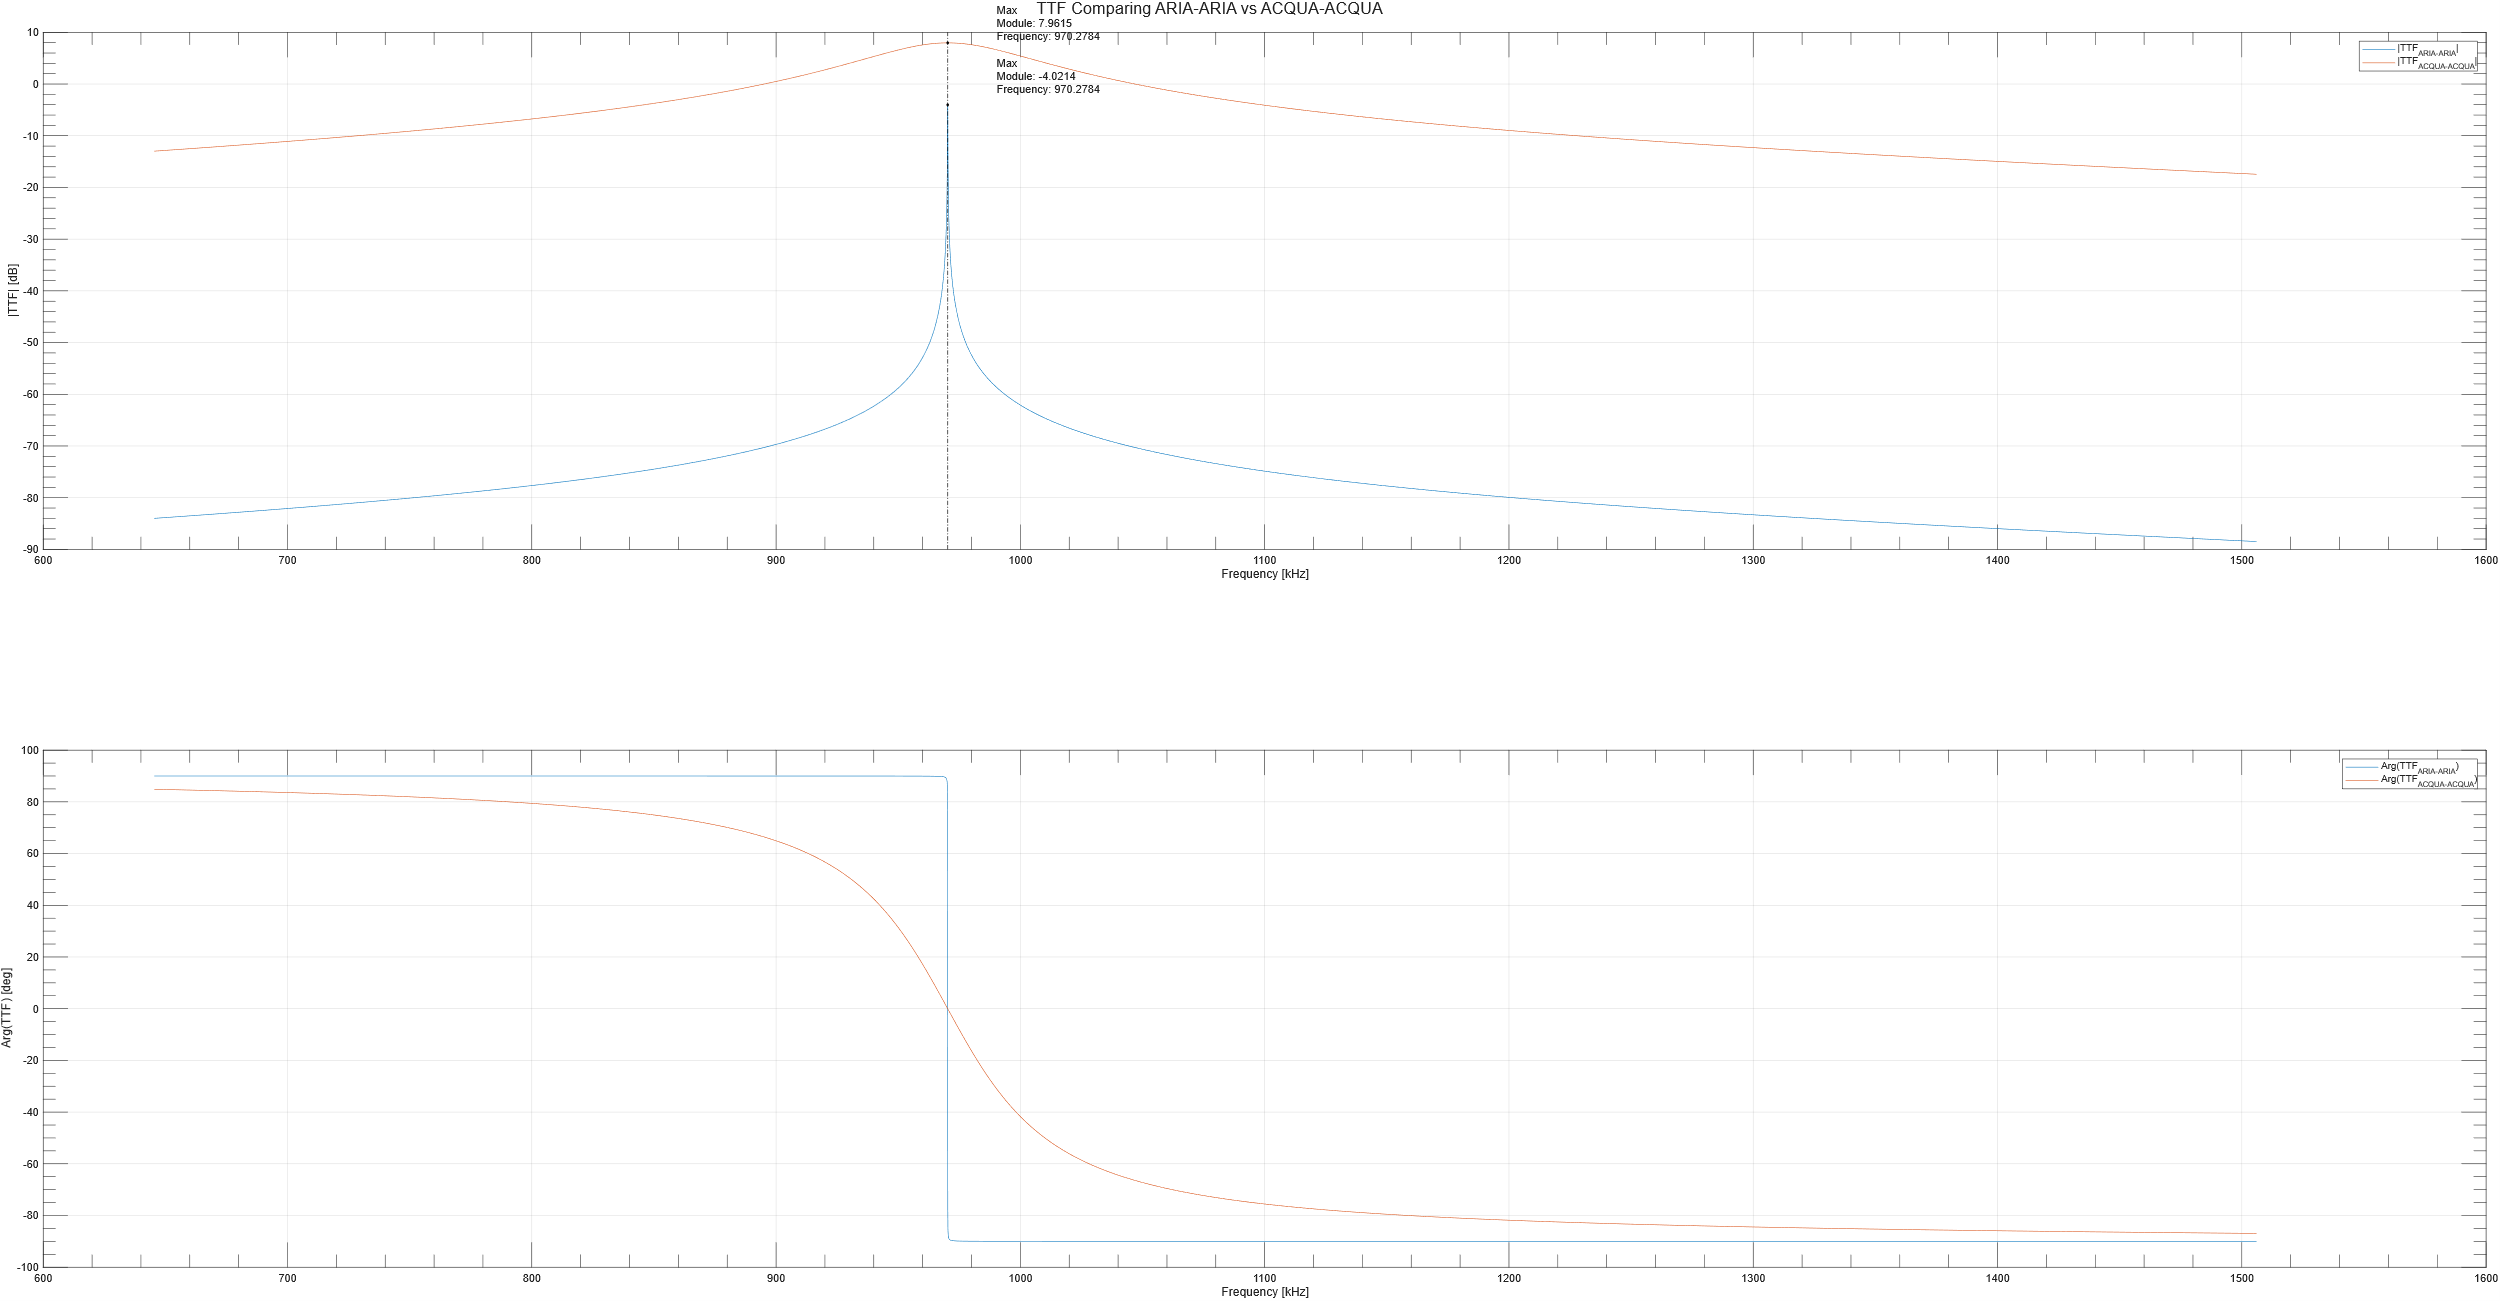 TTF Comparing ARIA-ARIA vs ACQUA-ACQUA
Max
Module: 7.9615
Frequency: 970.2784
Max
Module: -4.0214
Frequency: 970.2784
|TTF_ARIA-ARIA|
|TTF_ACQUA-ACQUA|
|TTF| [dB]
10
0
-10
-20
-30
-40
-50
-60
-70
-80
-90
600 700 800 900 1000 1100 1200 1300 1400 1500 1600
Frequency [kHz]
Arg(TTF_ARIA-ARIA)
Arg(TTF_ACQUA-ACQUA)
Arg(TTF) [deg]
100
80
60
40
20
0
-20
-40
-60
-80
-100
600 700 800 900 1000 1100 1200 1300 1400 1500 1600
Frequency [kHz]